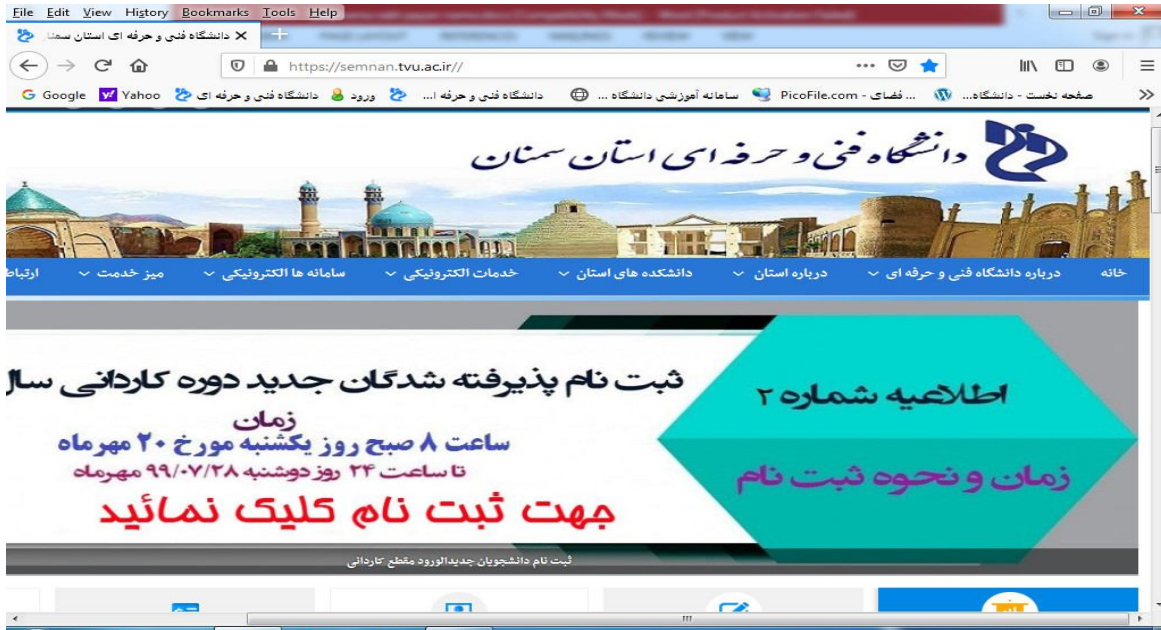 File Edit View History Bookmarks Tools Help
دانشگاه فنی و حرفه ای استان سمنا
https://semnan.tvu.ac.ir//
Google Yahoo دانشگاه فنی و حرفه ای ورود دانشگاه فنی و حرفه ا... سامانه آموزشی دانشگاه ... PicoFile.com - فضای ... صفحه نخست - دانشگاه...
دانشگاه فنی و حرفه ای استان سمنان
خانه درباره دانشگاه فنی و حرفه ای درباره استان دانشکده های استان خدمات الکترونیکی سامانه ها الکترونیکی میز خدمت ارتباط
اطلاعیه شماره ۲
زمان و نحوه ثبت نام
ثبت نام پذیرفته شدگان جدید دوره کاردانی سال
زمان
ساعت ۸ صبح روز یکشنبه مورخ ۲۰ مهرماه
تا ساعت ۲۴ روز دوشنبه ۹۹/۰۷/۲۸ مهرماه
جهت ثبت نام کلیک نمائید
ثبت نام دانشجویان جدیدالورود مقطع کاردانی